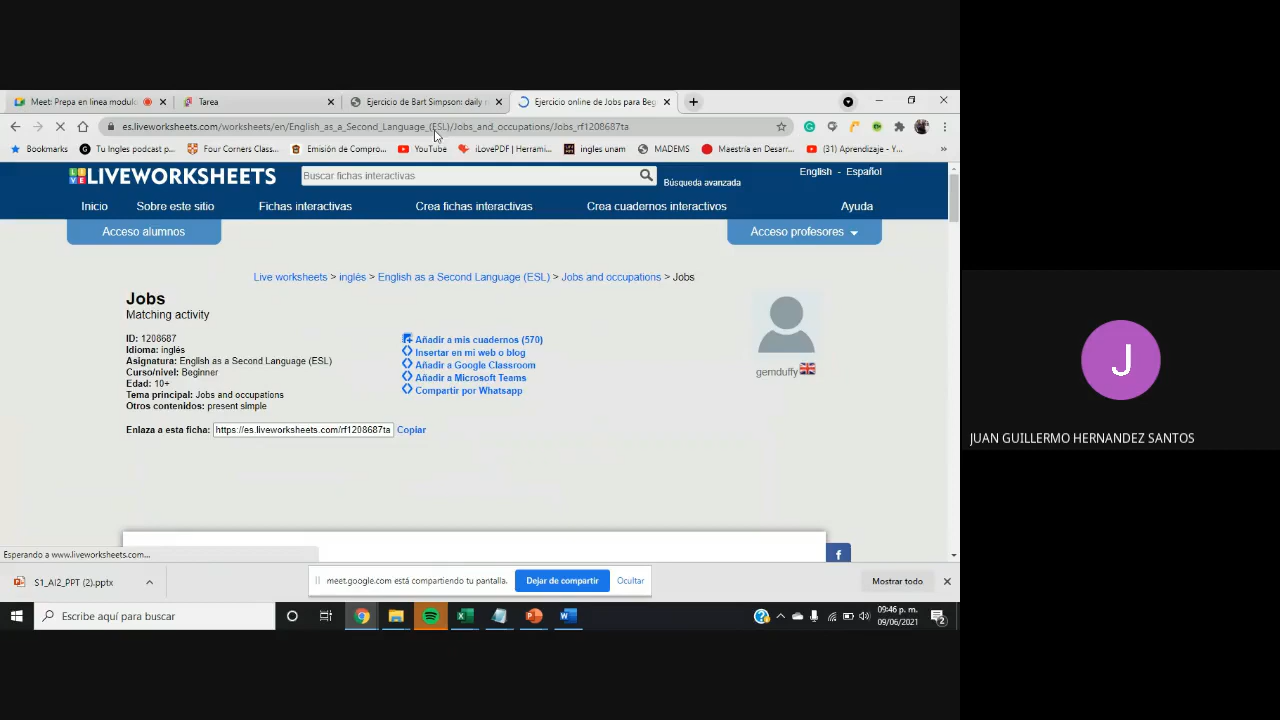 Meet: Prepa en linea modulo
Tarea
Ejercicio de Bart Simpson: daily r
Ejercicio online de Jobs para Beg
es.liveworksheets.com/worksheets/en/English_as_a_Second_Language_(ESL)/Jobs_and_occupations/Jobs_rf1208687ta
Bookmarks
Tu Ingles podcast p...
Four Corners Class...
Emisión de Compro...
YouTube
iLovePDF | Herrami...
ingles unam
MADEMS
Maestría en Desarr...
(31) Aprendizaje - Y...
LIVEWORKSHEETS
Buscar fichas interactivas
Búsqueda avanzada
English - Español
Inicio
Sobre este sitio
Fichas interactivas
Crea fichas interactivas
Crea cuadernos interactivos
Ayuda
Acceso alumnos
Acceso profesores
Live worksheets > inglés > English as a Second Language (ESL) > Jobs and occupations > Jobs
Jobs
Matching activity
ID: 1208687
Idioma: inglés
Asignatura: English as a Second Language (ESL)
Curso/nivel: Beginner
Edad: 10+
Tema principal: Jobs and occupations
Otros contenidos: present simple
Añadir a mis cuadernos (570)
Insertar en mi web o blog
Añadir a Google Classroom
Añadir a Microsoft Teams
Compartir por Whatsapp
gemduffy
Enlaza a esta ficha: https://es.liveworksheets.com/rf1208687ta Copiar
f
Esperando a www.liveworksheets.com...
S1_AI2_PPT (2).pptx
meet.google.com está compartiendo tu pantalla.
Dejar de compartir
Ocultar
Mostrar todo
Escribe aquí para buscar
09:46 p. m.
09/06/2021
2
J
JUAN GUILLERMO HERNANDEZ SANTOS